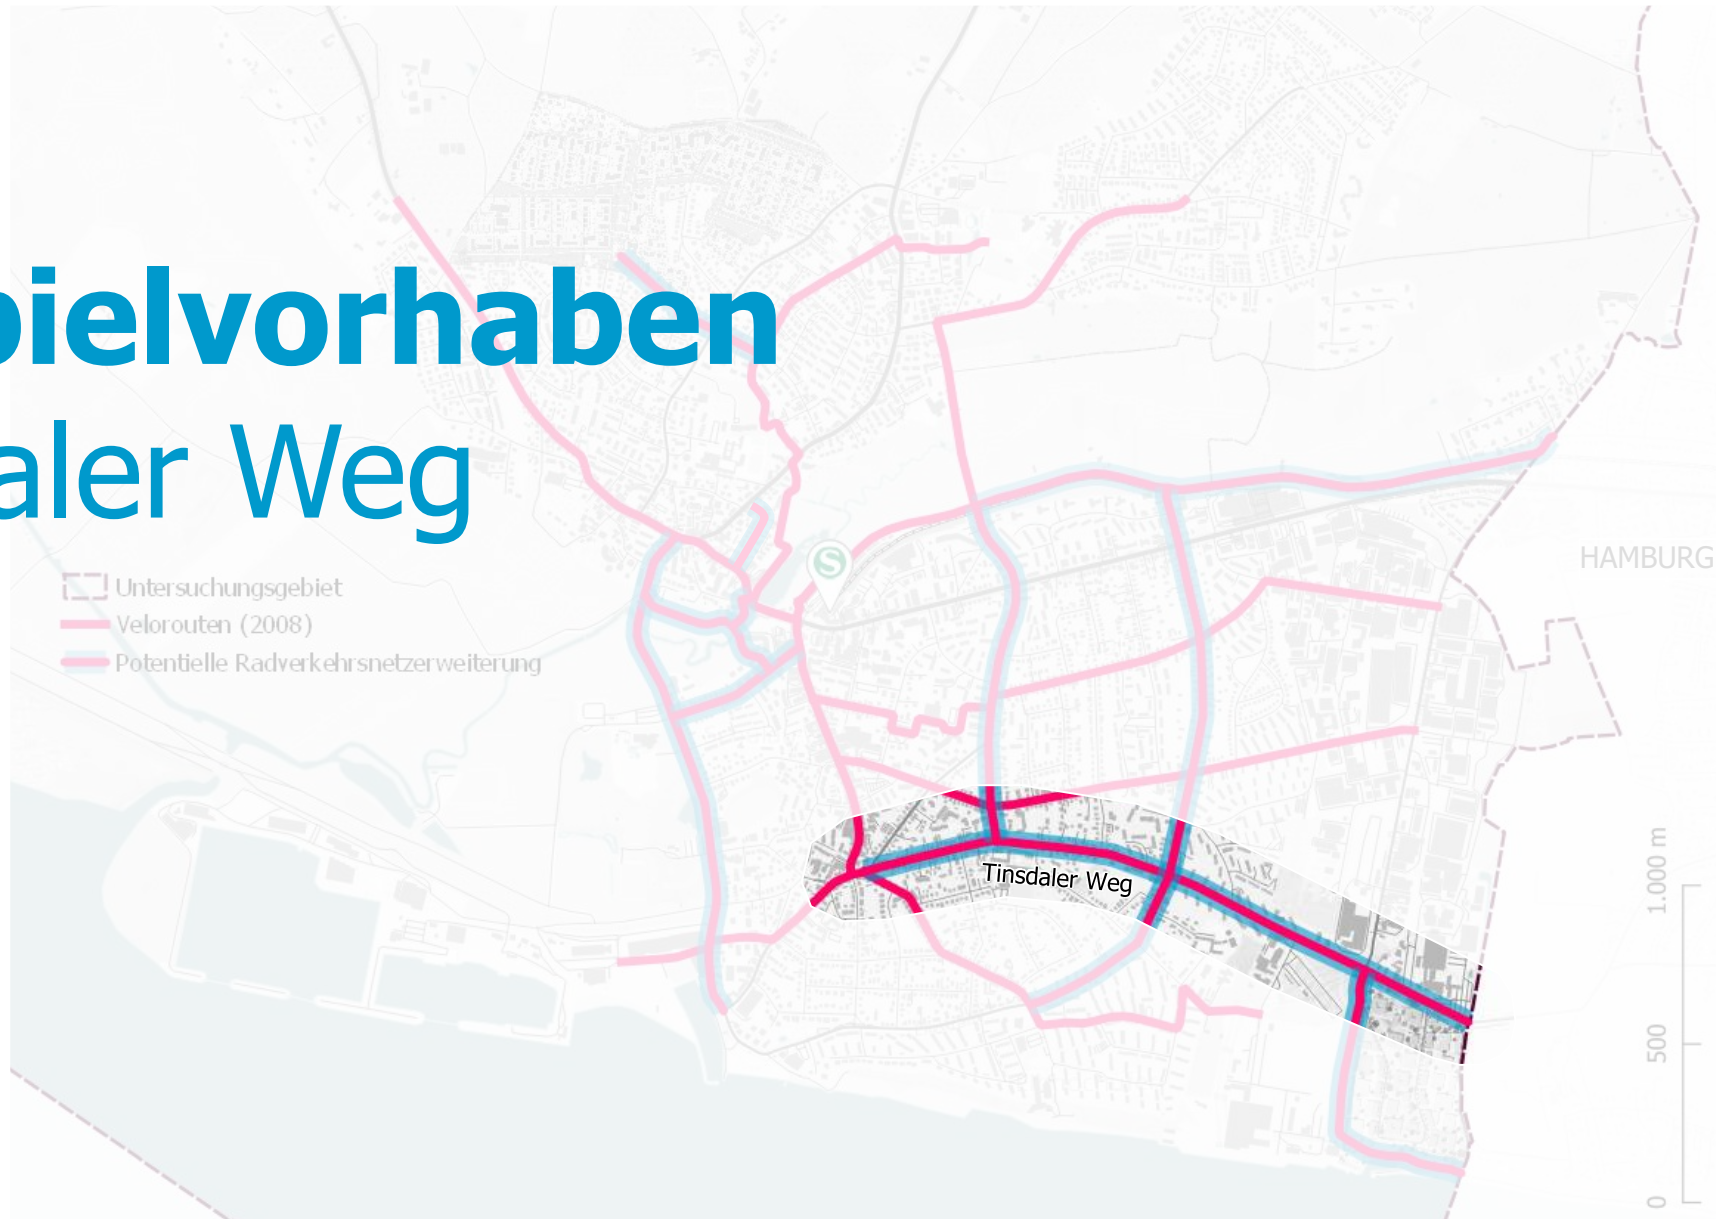 pielvorhaben
aler Weg
Untersuchungsgebiet
Velorouten (2008)
Potentielle Radverkehrsnetzerweiterung
S
HAMBURG
Tinsdaler Weg
1.000 m
500
0